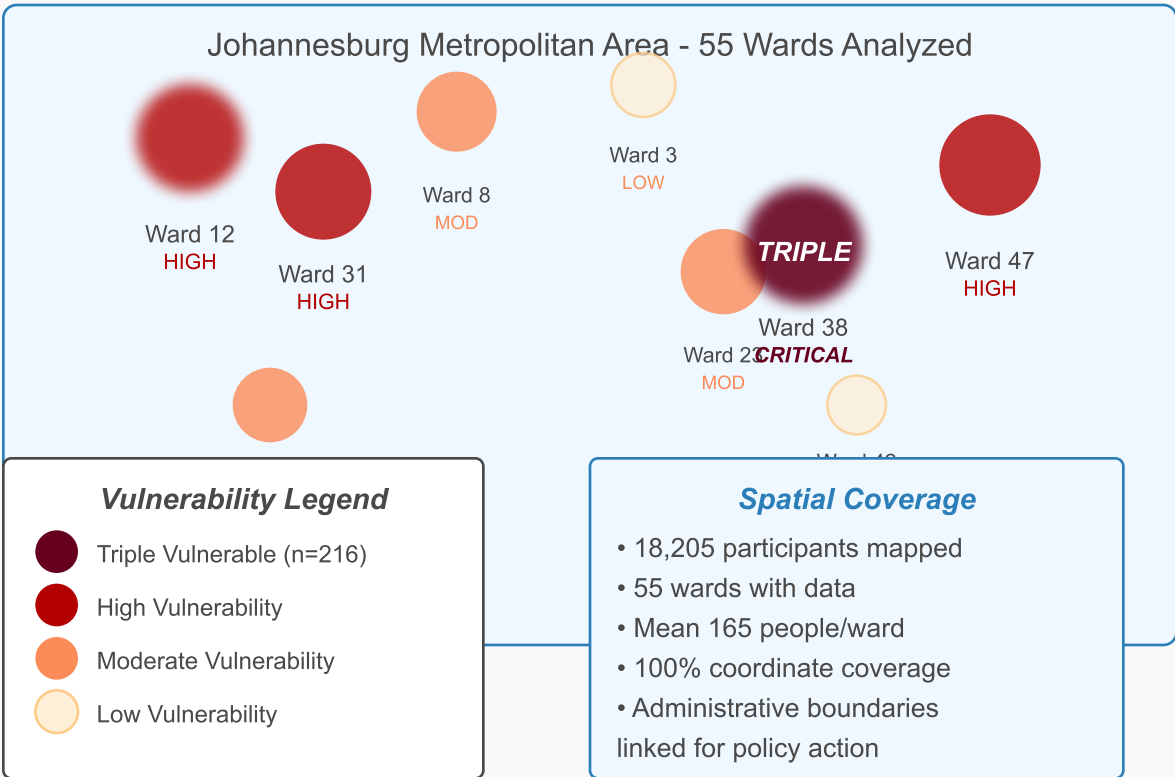 Johannesburg Metropolitan Area - 55 Wards Analyzed
Ward 3
LOW
Ward 8
MOD
Ward 12
HIGH
Ward 31
HIGH
TRIPLE
Ward 38
CRITICAL
Ward 47
HIGH
Ward 23
MOD
Ward
Vulnerability Legend
Triple Vulnerable (n=216)
High Vulnerability
Moderate Vulnerability
Low Vulnerability
Spatial Coverage
• 18,205 participants mapped
• 55 wards with data
• Mean 165 people/ward
• 100% coordinate coverage
• Administrative boundaries
linked for policy action